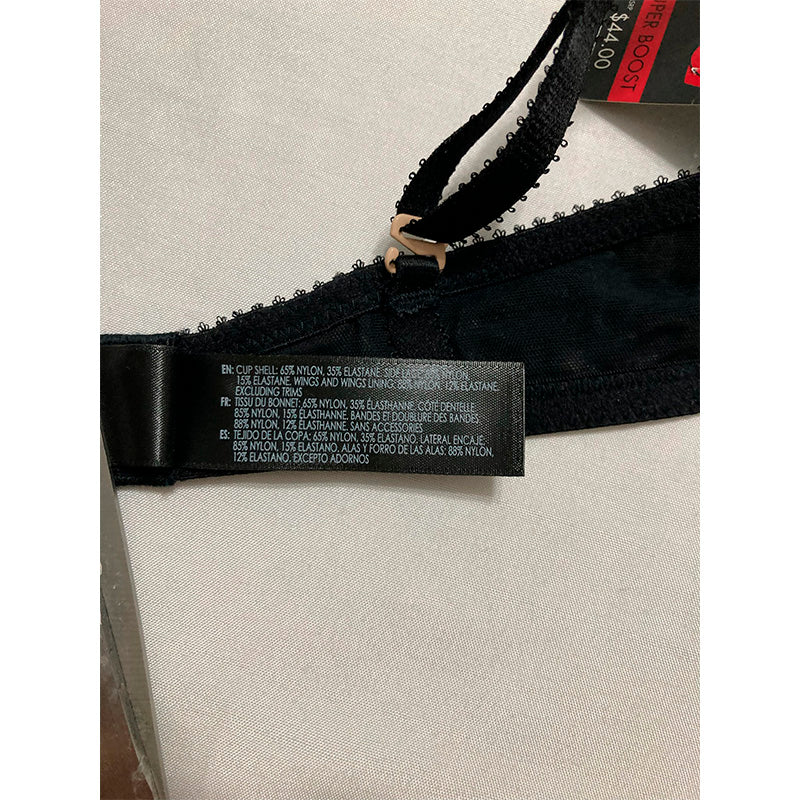 SUPER BOOST
$44.00
EN: CUP SHELL: 65% NYLON, 35% ELASTANE. SIDE LACE: 85% NYLON,
15% ELASTANE. WINGS AND WINGS LINING: 88% NYLON, 12% ELASTANE.
EXCLUDING TRIMS
FR: TISSU DU BONNET: 65% NYLON, 35% ÉLASTHANNE. CÔTÉ DENTELLE
85% NYLON, 15% ÉLASTHANNE. BANDES ET DOUBLURE DES BANDES:
88% NYLON, 12% ÉLASTHANNE. SANS ACCESSORIES
ES: TEJIDO DE LA COPA: 65% NYLON, 35% ELASTANO. LATERAL ENCAJE:
85% NYLON, 15% ELASTANO. ALAS Y FORRO DE LAS ALAS: 88% NYLON,
12% ELASTANO, EXCEPTO ADORNOS